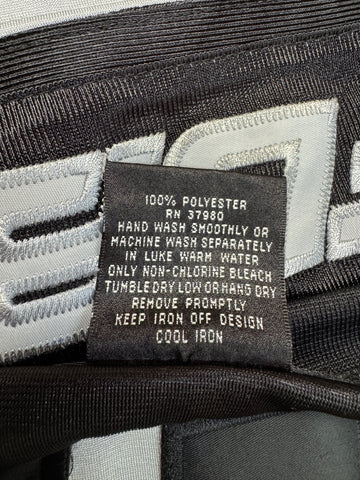 100% POLYESTER
RN 37980
HAND WASH SMOOTHLY OR
MACHINE WASH SEPARATELY
IN LUKE WARM WATER
ONLY NON-CHLORINE BLEACH
TUMBLE DRY LOW OR HANG DRY
REMOVE PROMPTLY
KEEP IRON OFF DESIGN
COOL IRON